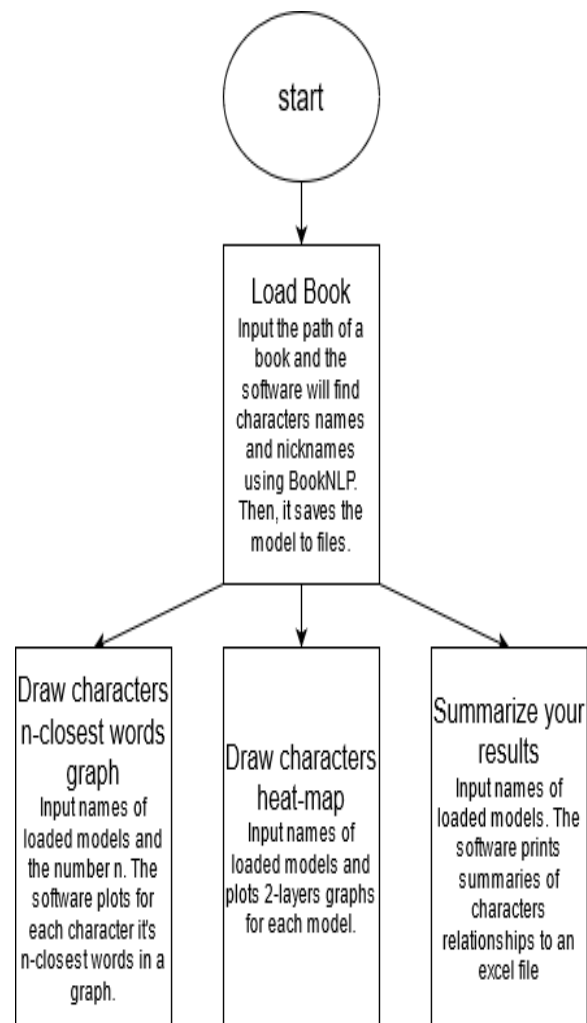 start
Load Book
Input the path of a
book and the
software will find
characters names
and nicknames
using BookNLP.
Then, it saves the
model to files.
Draw characters
n-closest words
graph
Input names of
loaded models and
the number n. The
software plots for
each character it's
n-closest words in a
graph.
Draw characters
heat-map
Input names of
loaded models and
plots 2-layers graphs
for each model.
Summarize your
results
Input names of
loaded models. The
software prints
summaries of
characters
relationships to an
excel file